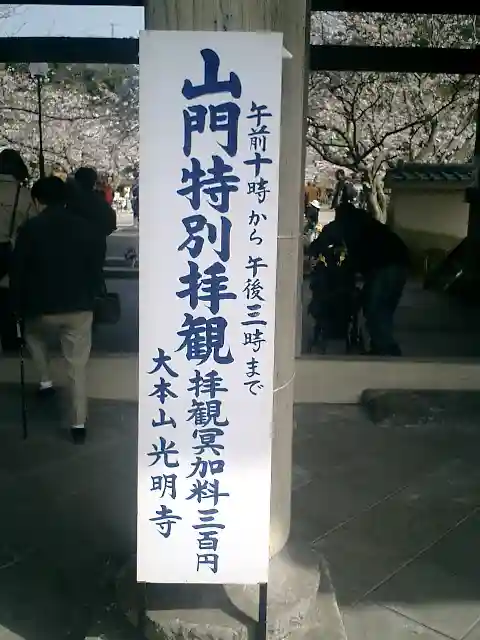 午前十時から午後三時まで
山門特別拝観
拝観冥加料三百円
大本山光明寺